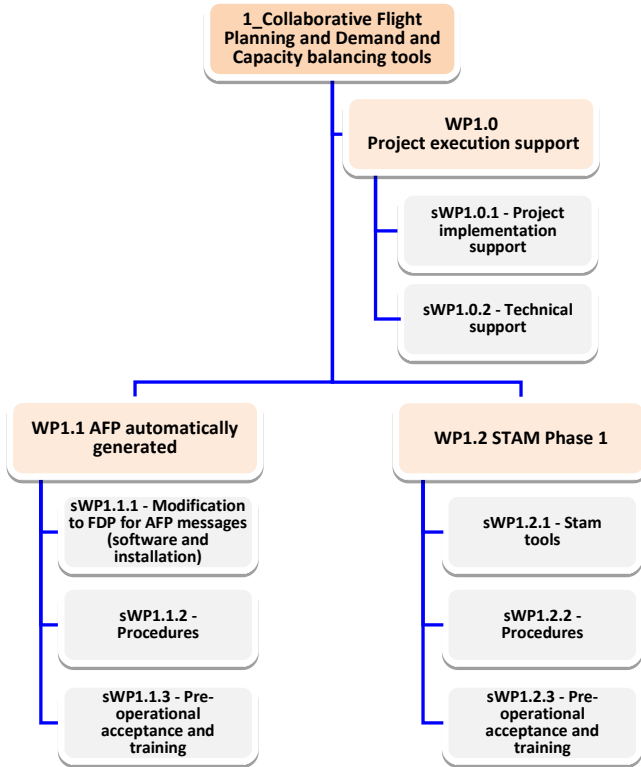 1_Collaborative Flight
Planning and Demand and
Capacity balancing tools
WP1.0
Project execution support
sWP1.0.1 - Project
implementation
support
sWP1.0.2 - Technical
support
WP1.1 AFP automatically
generated
sWP1.1.1 - Modification
to FDP for AFP messages
(software and
installation)
sWP1.1.2 -
Procedures
sWP1.1.3 - Pre-
operational
acceptance and
training
WP1.2 STAM Phase 1
sWP1.2.1 - Stam
tools
sWP1.2.2 -
Procedures
sWP1.2.3 - Pre-
operational
acceptance and
training